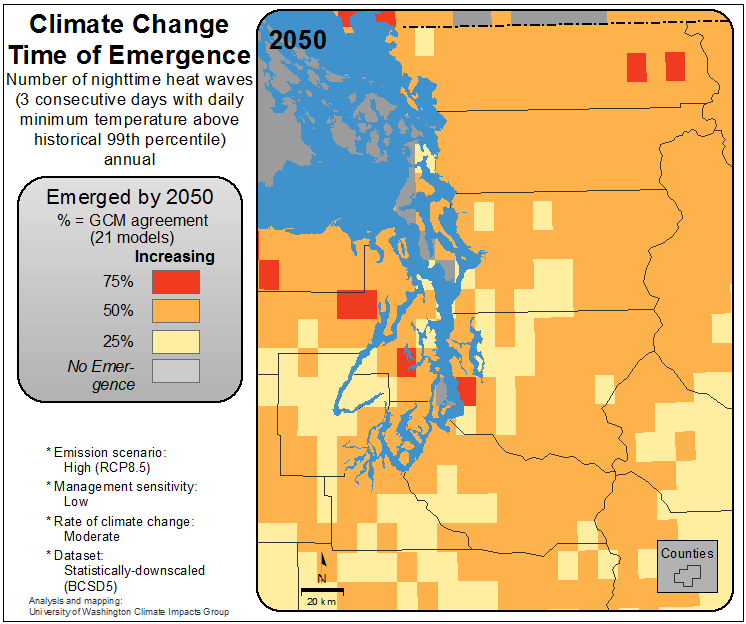 Climate Change
Time of Emergence
Number of nighttime heat waves
(3 consecutive days with daily
minimum temperature above
historical 99th percentile)
annual
Emerged by 2050
% = GCM agreement
(21 models)
Increasing
75%
50%
25%
No Emer-
gence
* Emission scenario:
High (RCP8.5)
* Management sensitivity:
Low
* Rate of climate change:
Moderate
* Dataset:
Statistically-downscaled
(BCSD5)
Analysis and mapping:
University of Washington Climate Impacts Group
2050
N
20 km
Counties